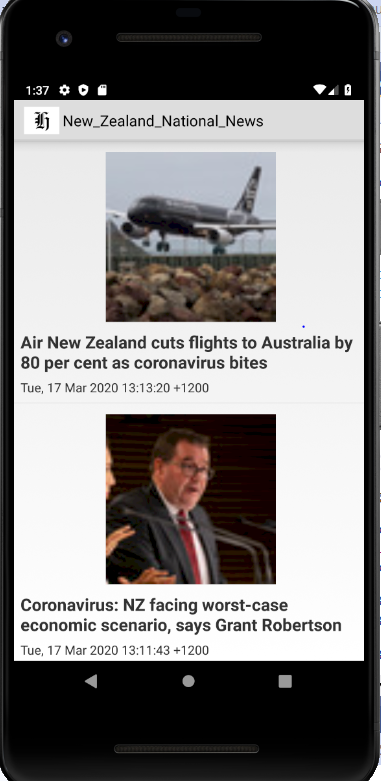 1:37
New_Zealand_National_News
Air New Zealand cuts flights to Australia by
80 per cent as coronavirus bites
Tue, 17 Mar 2020 13:13:20 +1200
Coronavirus: NZ facing worst-case
economic scenario, says Grant Robertson
Tue, 17 Mar 2020 13:11:43 +1200